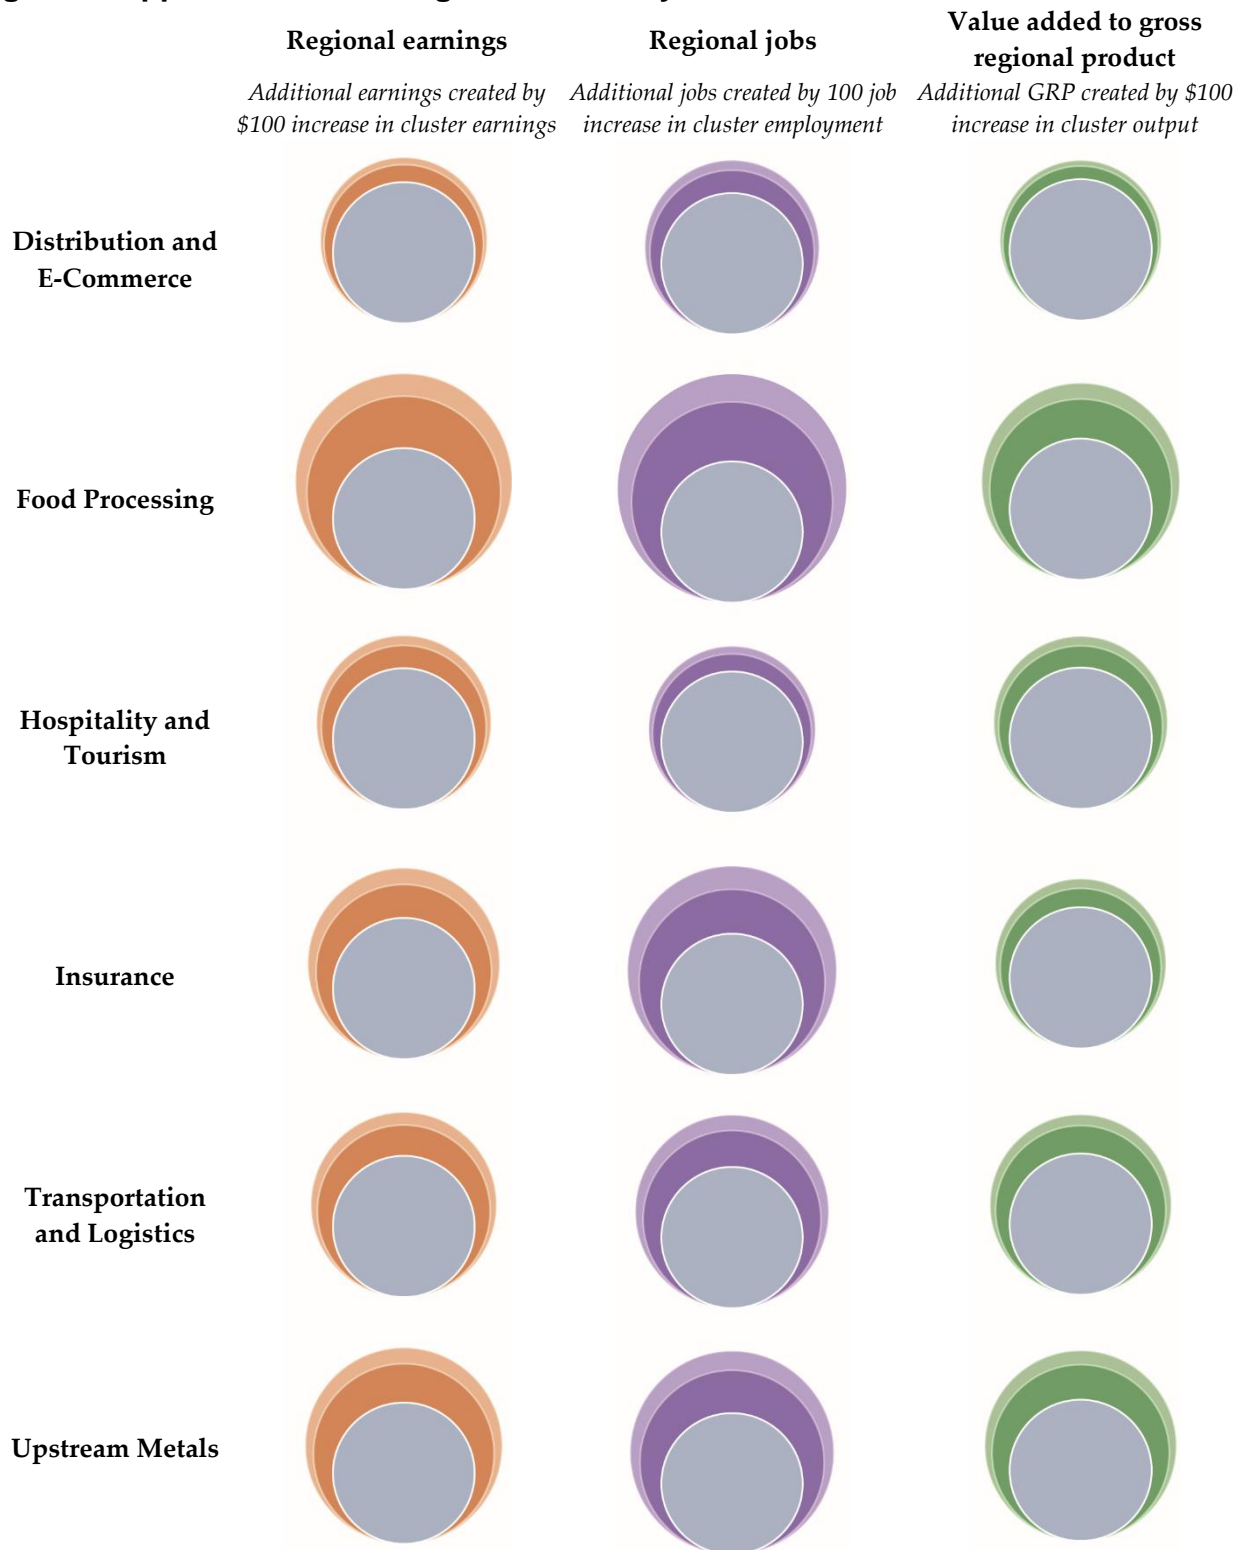 Regional earnings
Regional jobs
Value added to gross
regional product
Additional earnings created by
$100 increase in cluster earnings
Additional jobs created by 100 job
increase in cluster employment
Additional GRP created by $100
increase in cluster output
Distribution and
E-Commerce
Food Processing
Hospitality and
Tourism
Insurance
Transportation
and Logistics
Upstream Metals